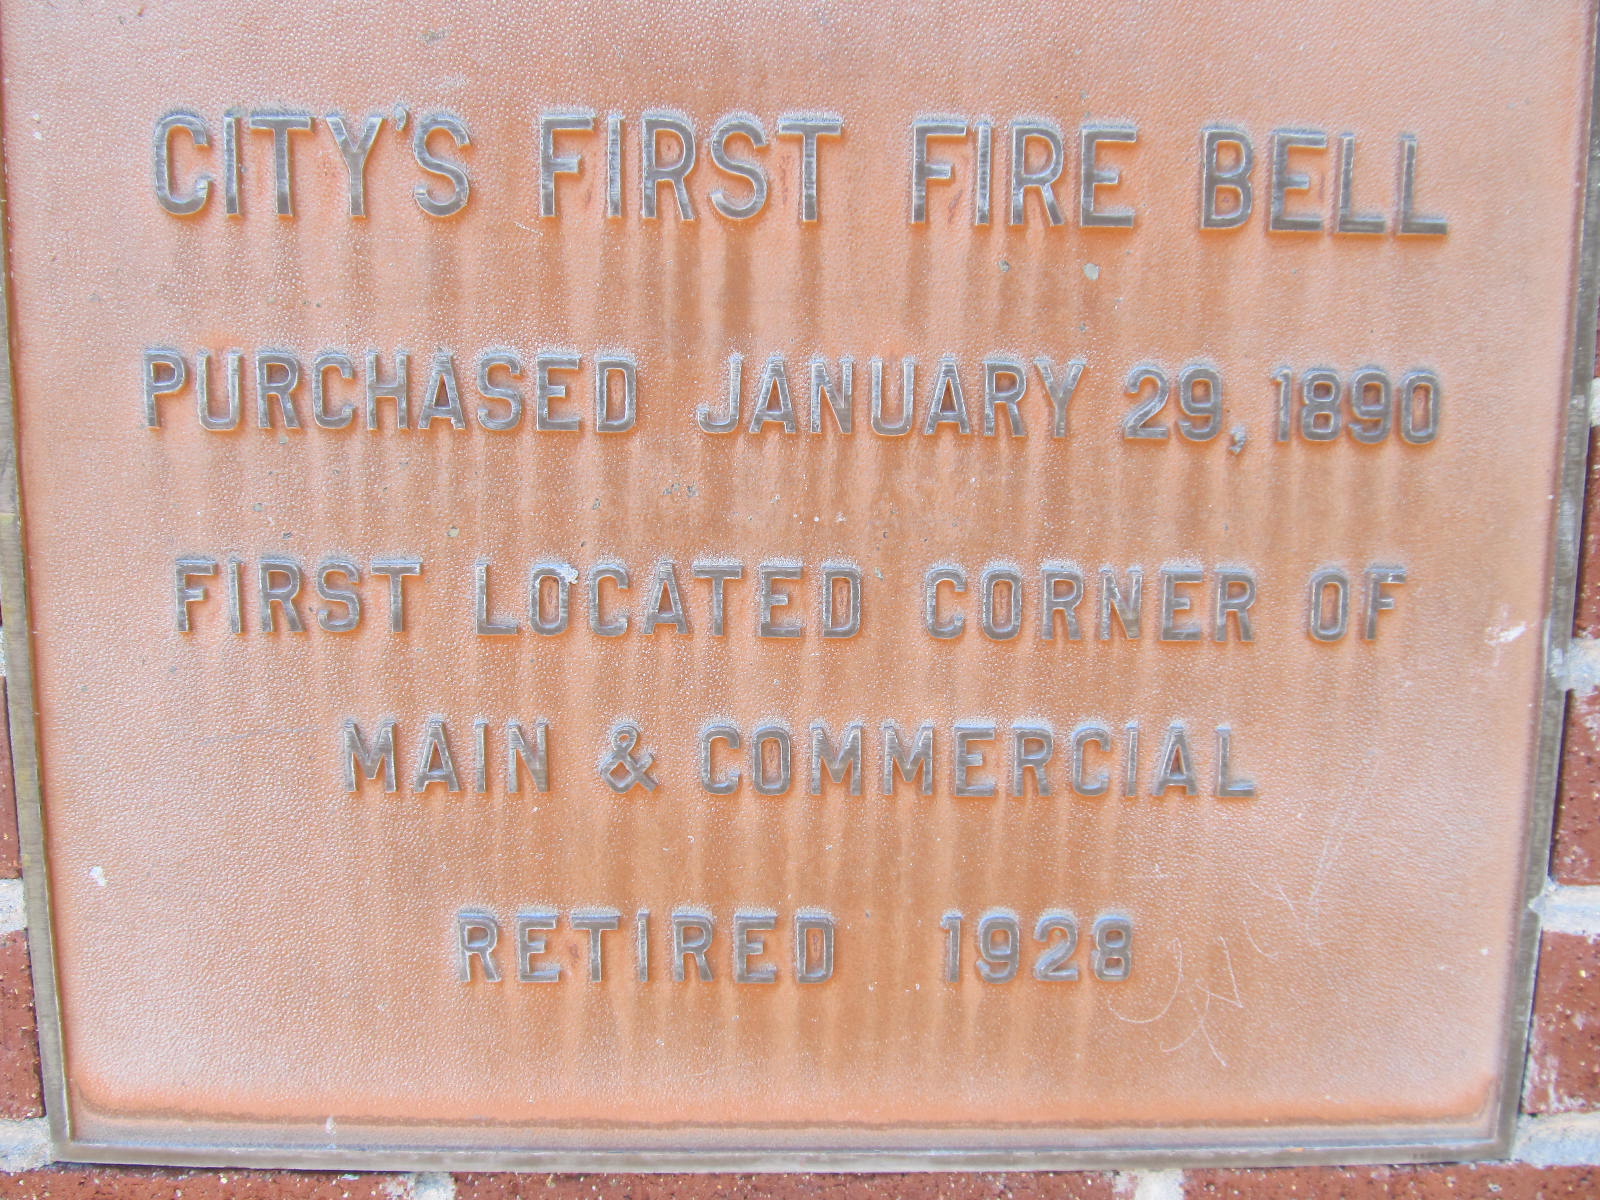 CITY'S FIRST FIRE BELL
PURCHASED JANUARY 29, 1890
FIRST LOCATED CORNER OF
MAIN & COMMERCIAL
RETIRED 1928